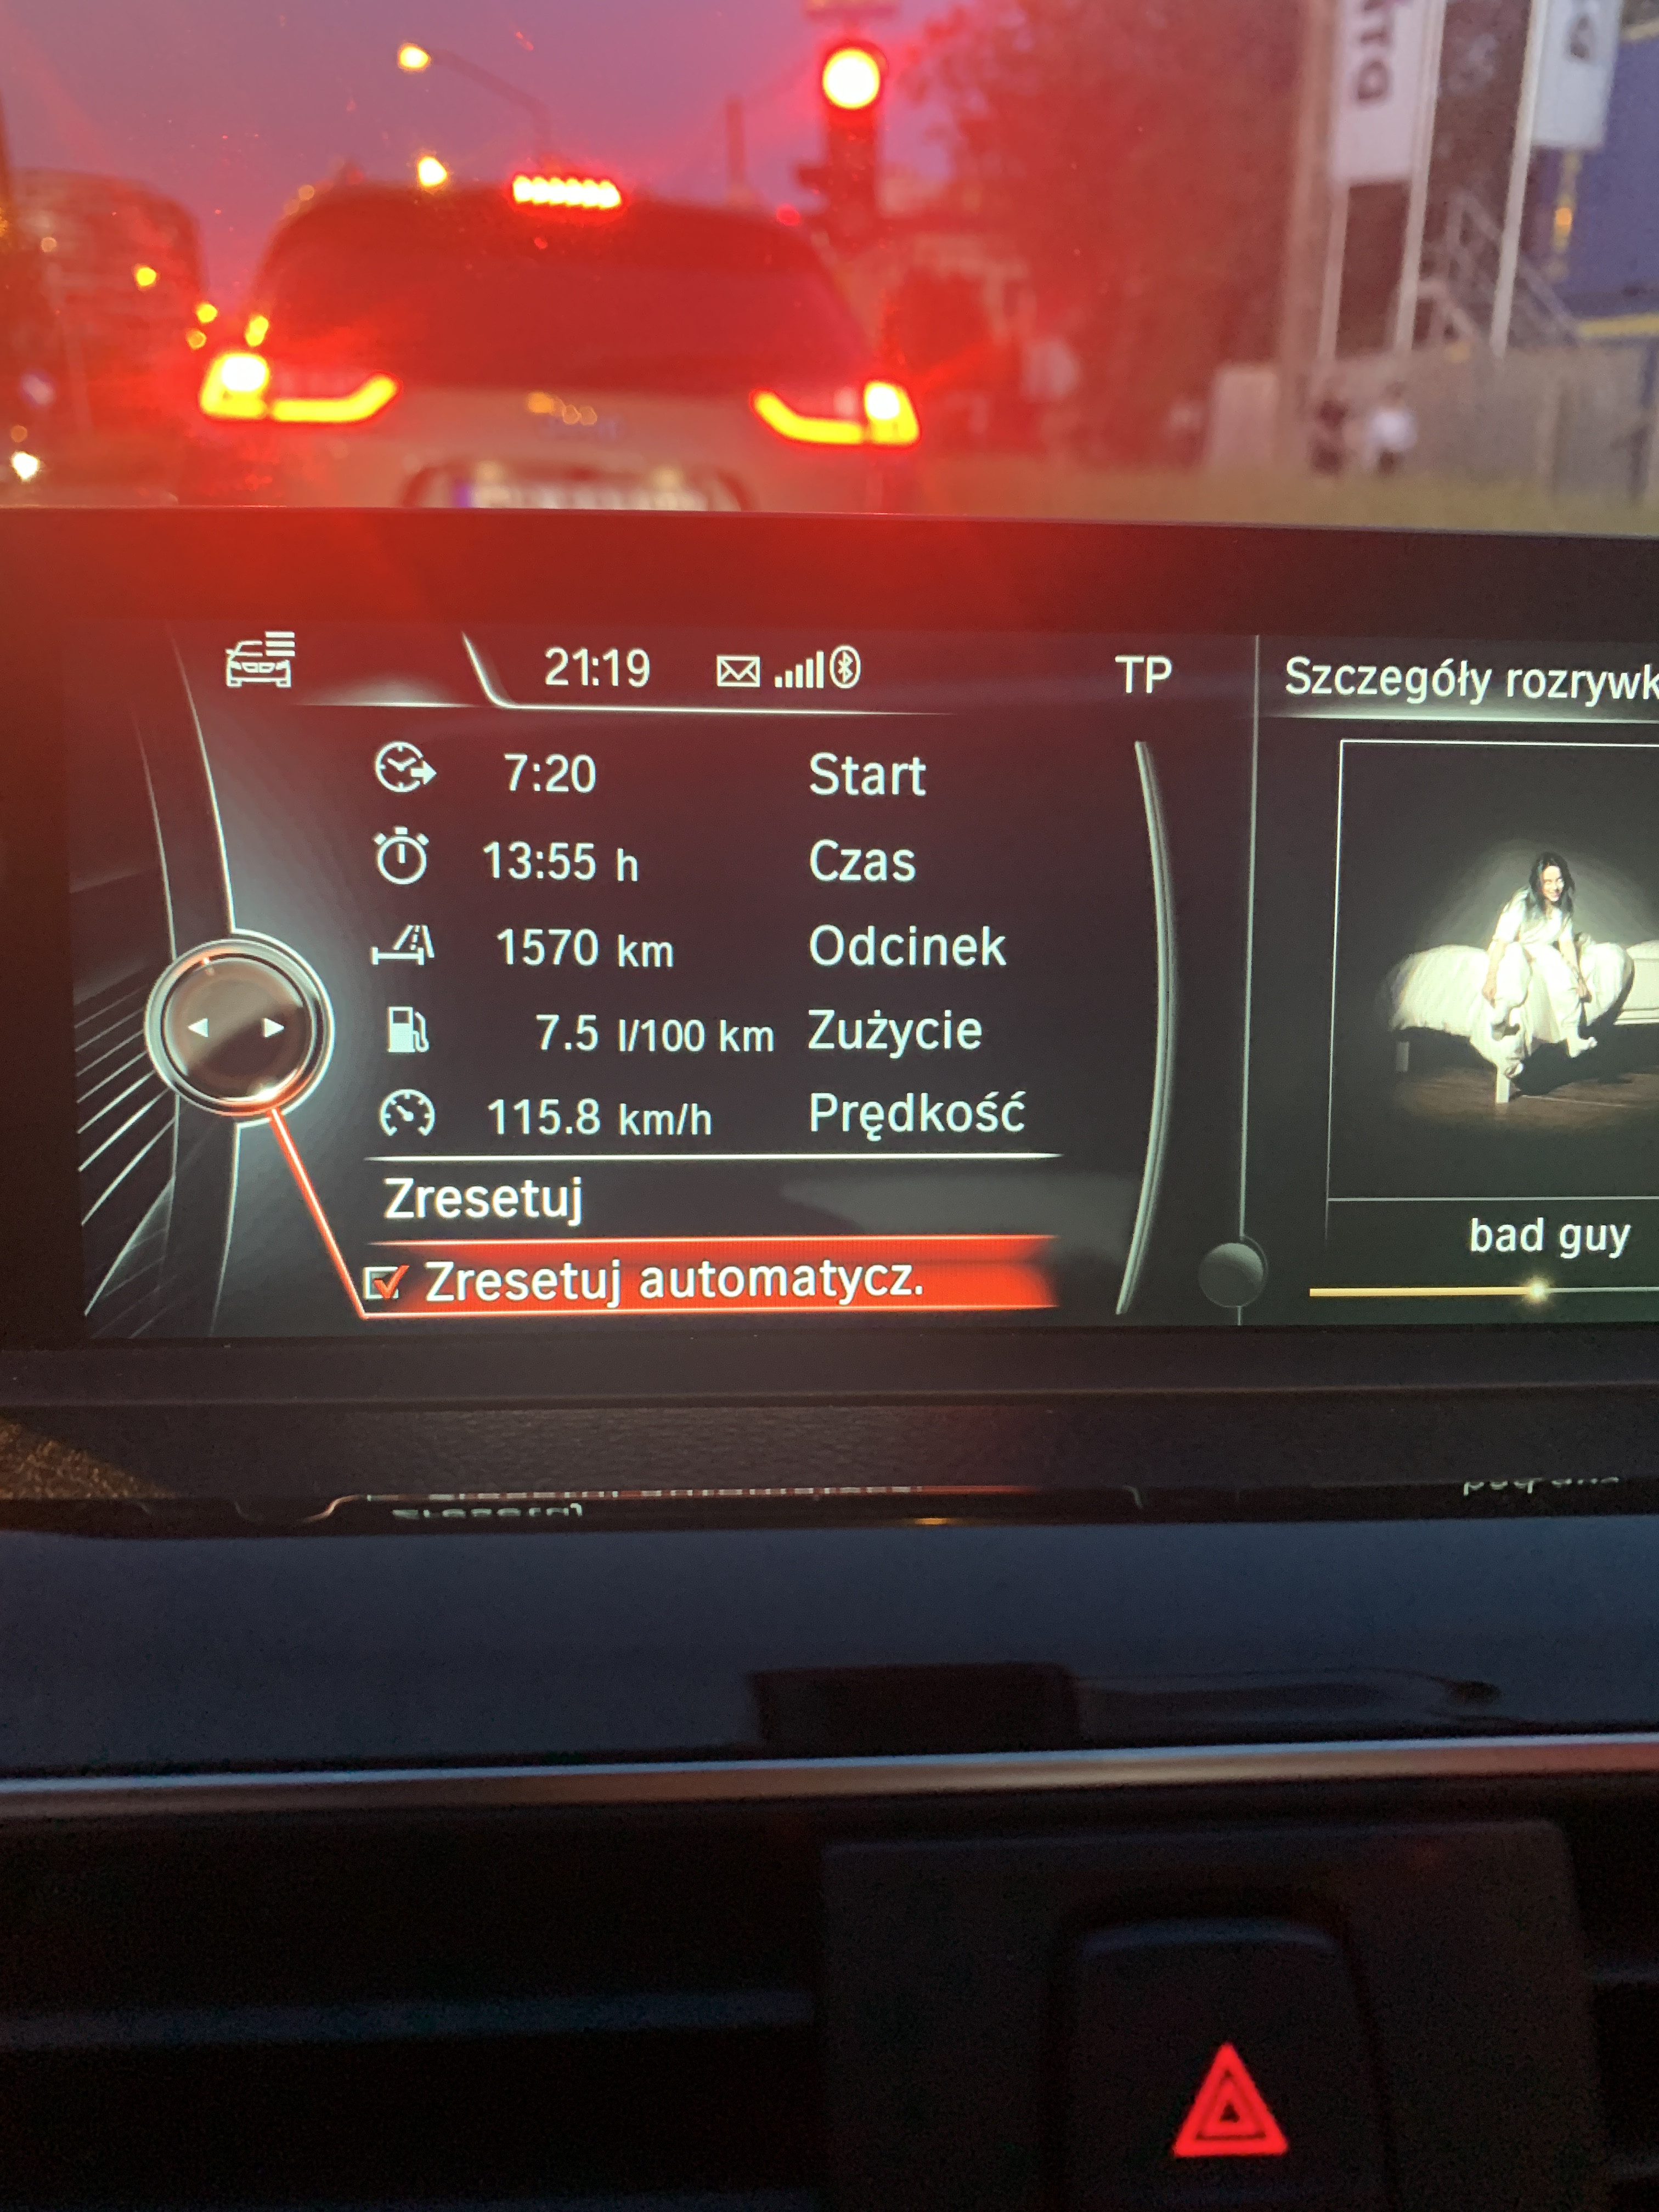 21:19
TP
Szczegóły rozrywk
7:20 Start
13:55 h Czas
1570 km Odcinek
7.5 l/100 km Zużycie
115.8 km/h Prędkość
Zresetuj
Zresetuj automatycz.
bad guy